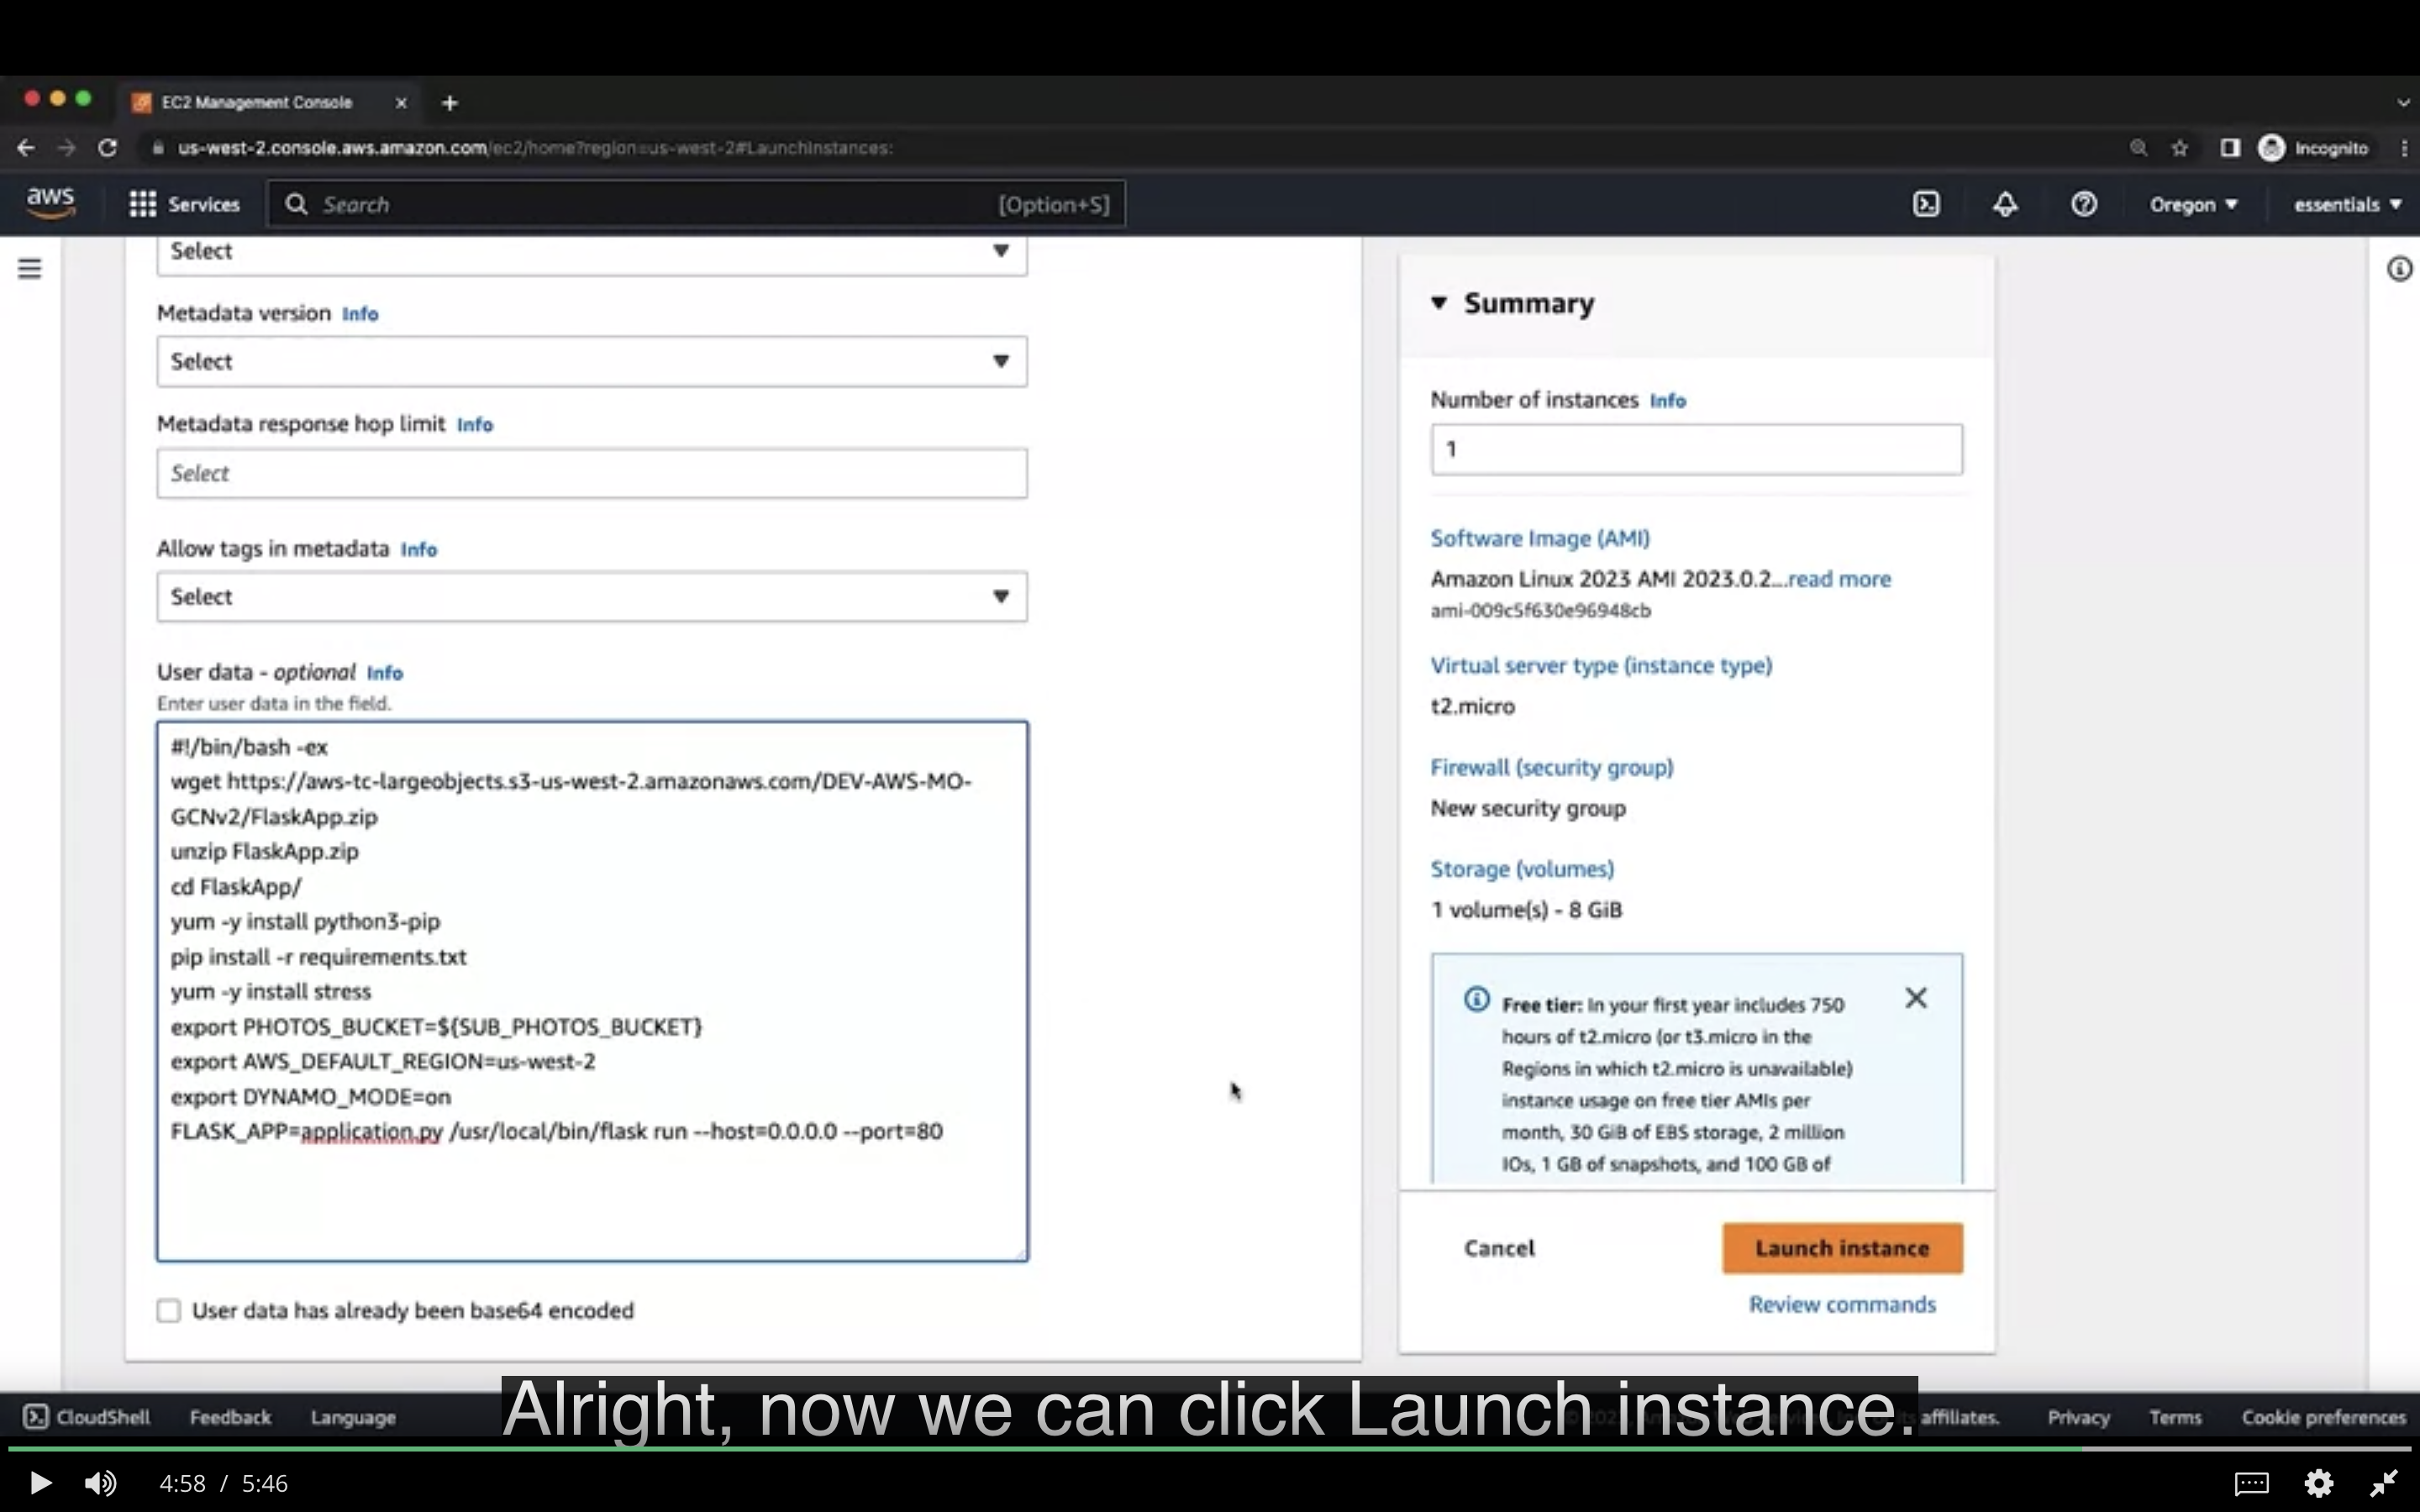 EC2 Management Console
us-west-2.console.aws.amazon.com/ec2/home?region=us-west-2#LaunchInstances:
Incognito
aws
Services
Search
[Option+S]
Oregon
essentials
Select
Metadata version Info
Select
Metadata response hop limit Info
Select
Allow tags in metadata Info
Select
User data - optional Info
Enter user data in the field.
#!/bin/bash -ex
wget https://aws-tc-largeobjects.s3-us-west-2.amazonaws.com/DEV-AWS-MO-
GCNv2/FlaskApp.zip
unzip FlaskApp.zip
cd FlaskApp/
yum -y install python3-pip
pip install -r requirements.txt
yum -y install stress
export PHOTOS_BUCKET=${SUB_PHOTOS_BUCKET}
export AWS_DEFAULT_REGION=us-west-2
export DYNAMO_MODE=on
FLASK_APP=application.py /usr/local/bin/flask run --host=0.0.0.0 --port=80
User data has already been base64 encoded
Summary
Number of instances Info
1
Software Image (AMI)
Amazon Linux 2023 AMI 2023.0.2...read more
ami-009c5f630e96948cb
Virtual server type (instance type)
t2.micro
Firewall (security group)
New security group
Storage (volumes)
1 volume(s) - 8 GiB
Free tier: In your first year includes 750
hours of t2.micro (or t3.micro in the
Regions in which t2.micro is unavailable)
instance usage on free tier AMIs per
month, 30 GiB of EBS storage, 2 million
IOs, 1 GB of snapshots, and 100 GB of
Cancel
Launch instance
Review commands
CloudShell
Feedback
Language
Alright, now we can click Launch instance.
affiliates.
Privacy
Terms
Cookie preferences
4:58 / 5:46